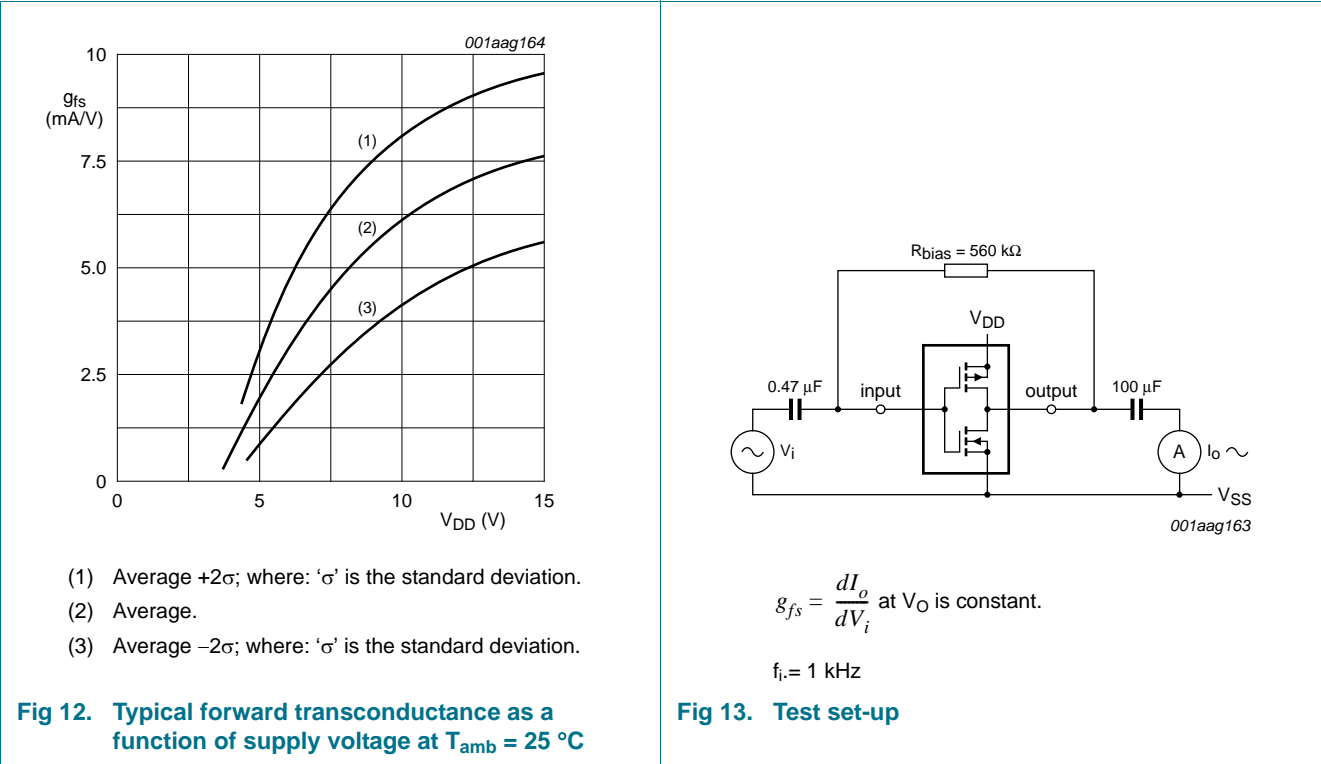 001aag164
10
gfs
(mA/V)
(1)
7.5
(2)
5.0
(3)
2.5
0
0 5 10 15
VDD (V)
(1) Average +2σ; where: ‘σ’ is the standard deviation.
(2) Average.
(3) Average −2σ; where: ‘σ’ is the standard deviation.
Fig 12. Typical forward transconductance as a
function of supply voltage at Tamb = 25 °C
Rbias = 560 kΩ
VDD
0.47 μF
input
output
100 μF
Vi
A
Io
VSS
001aag163
gfs = dIo/dVi at VO is constant.
fi.= 1 kHz
Fig 13. Test set-up